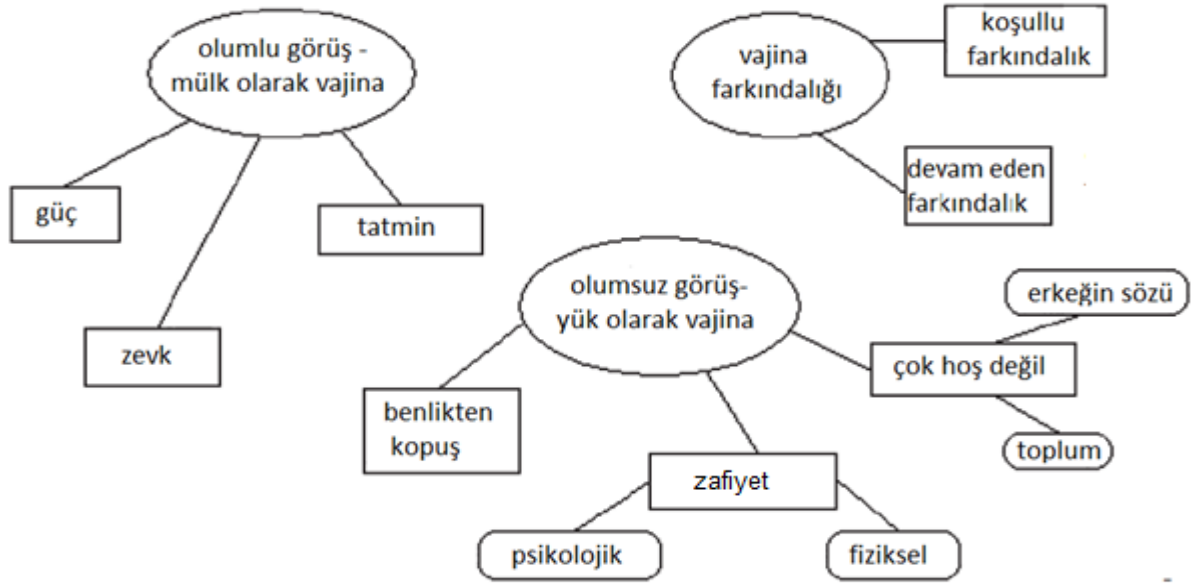 olumlu görüş -
mülk olarak vajina
güç
zevk
tatmin
vajina
farkındalığı
koşullu
farkındalık
devam eden
farkındalık
olumsuz görüş-
yük olarak vajina
benlikten
kopuş
zafiyet
psikolojik
fiziksel
çok hoş değil
erkeğin sözü
toplum